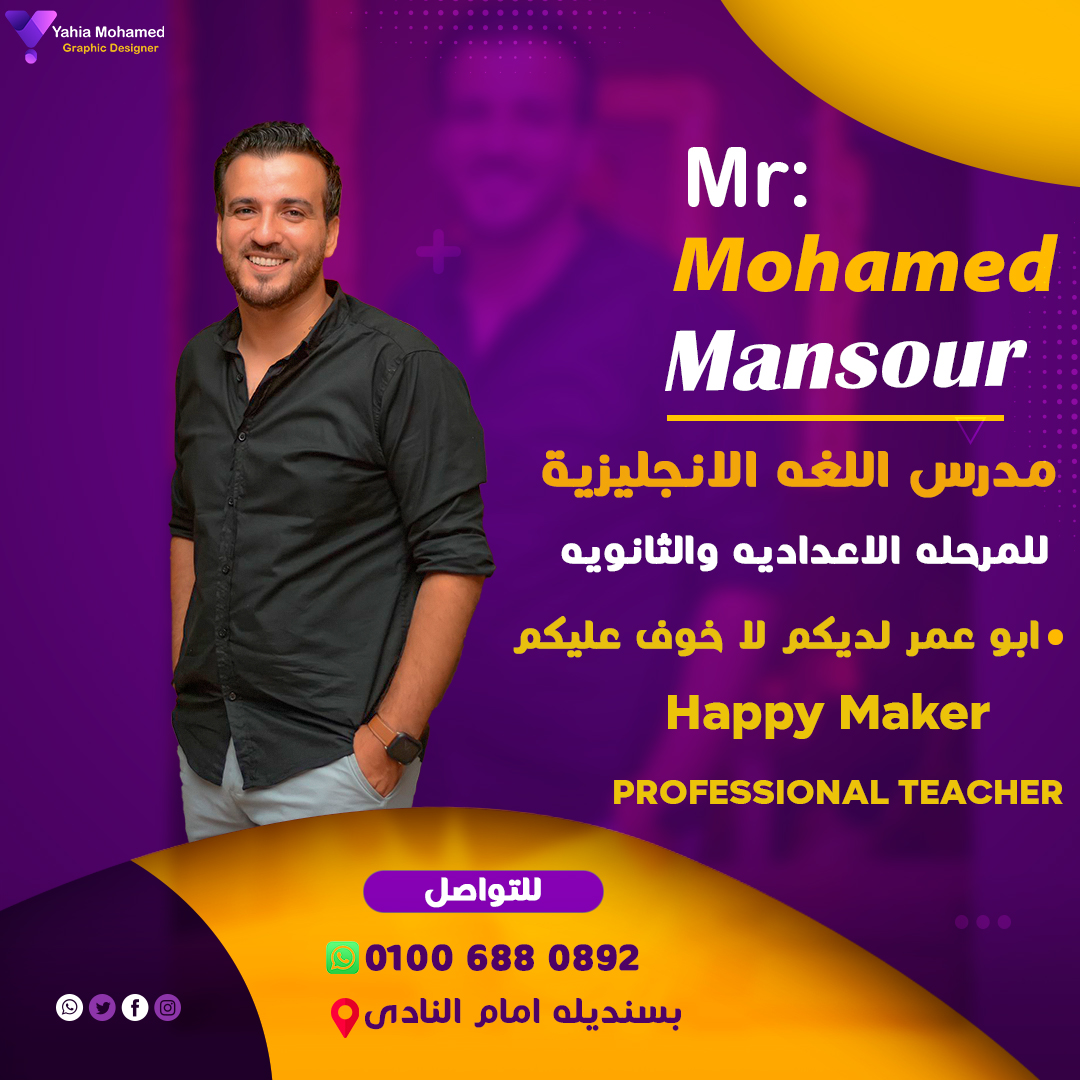 Yahia Mohamed
Graphic Designer
Mr:
Mohamed
Mansour
مدرس اللغه الانجليزية
للمرحله الاعداديه والثانويه
• ابو عمر لديكم لا خوف عليكم
Happy Maker
PROFESSIONAL TEACHER
للتواصل
0100 688 0892
بسنديله امام النادى